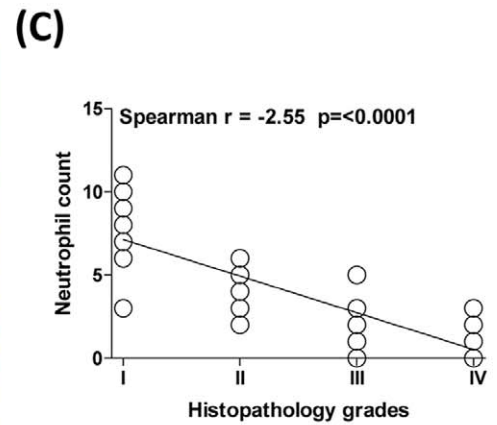 (C)
Spearman r = -2.55 p=<0.0001
Neutrophil count
15
10
5
0
I
II
III
IV
Histopathology grades